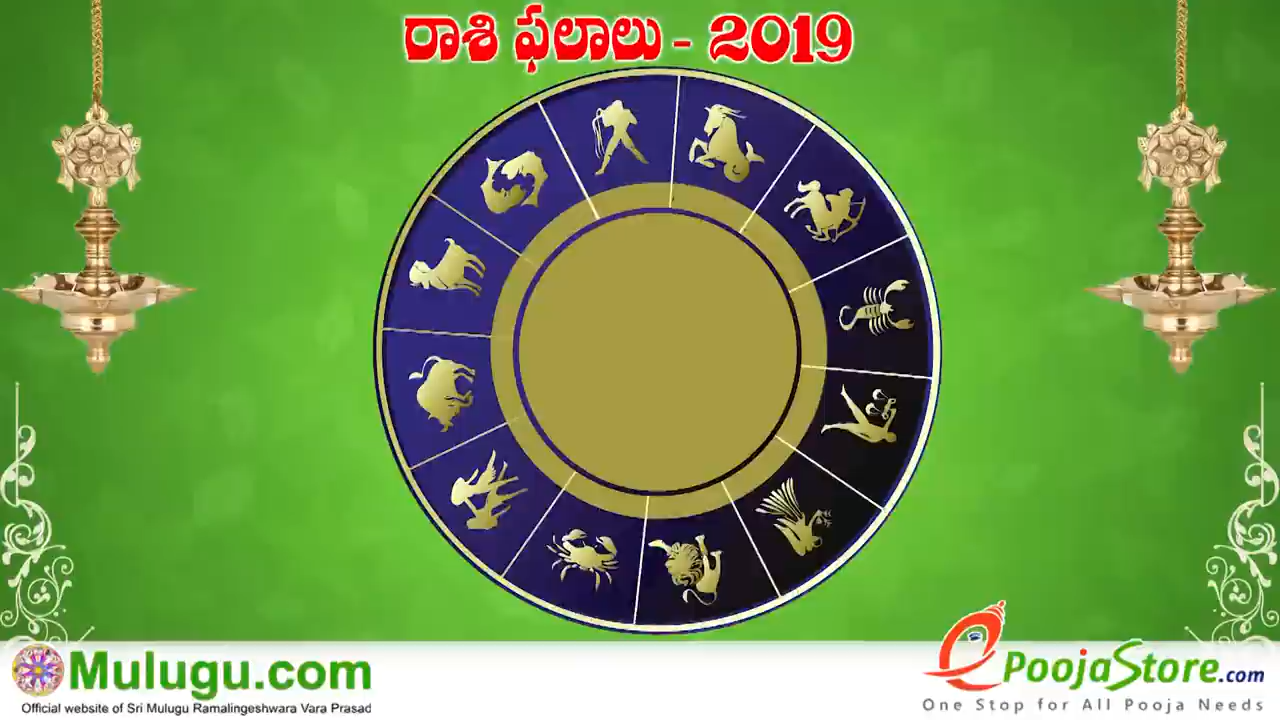 రాశి ఫలాలు - 2019
Mulugu.com
Official website of Sri Mulugu Ramalingeshwara Vara Prasad
ePoojaStore.com
One Stop for All Pooja Needs